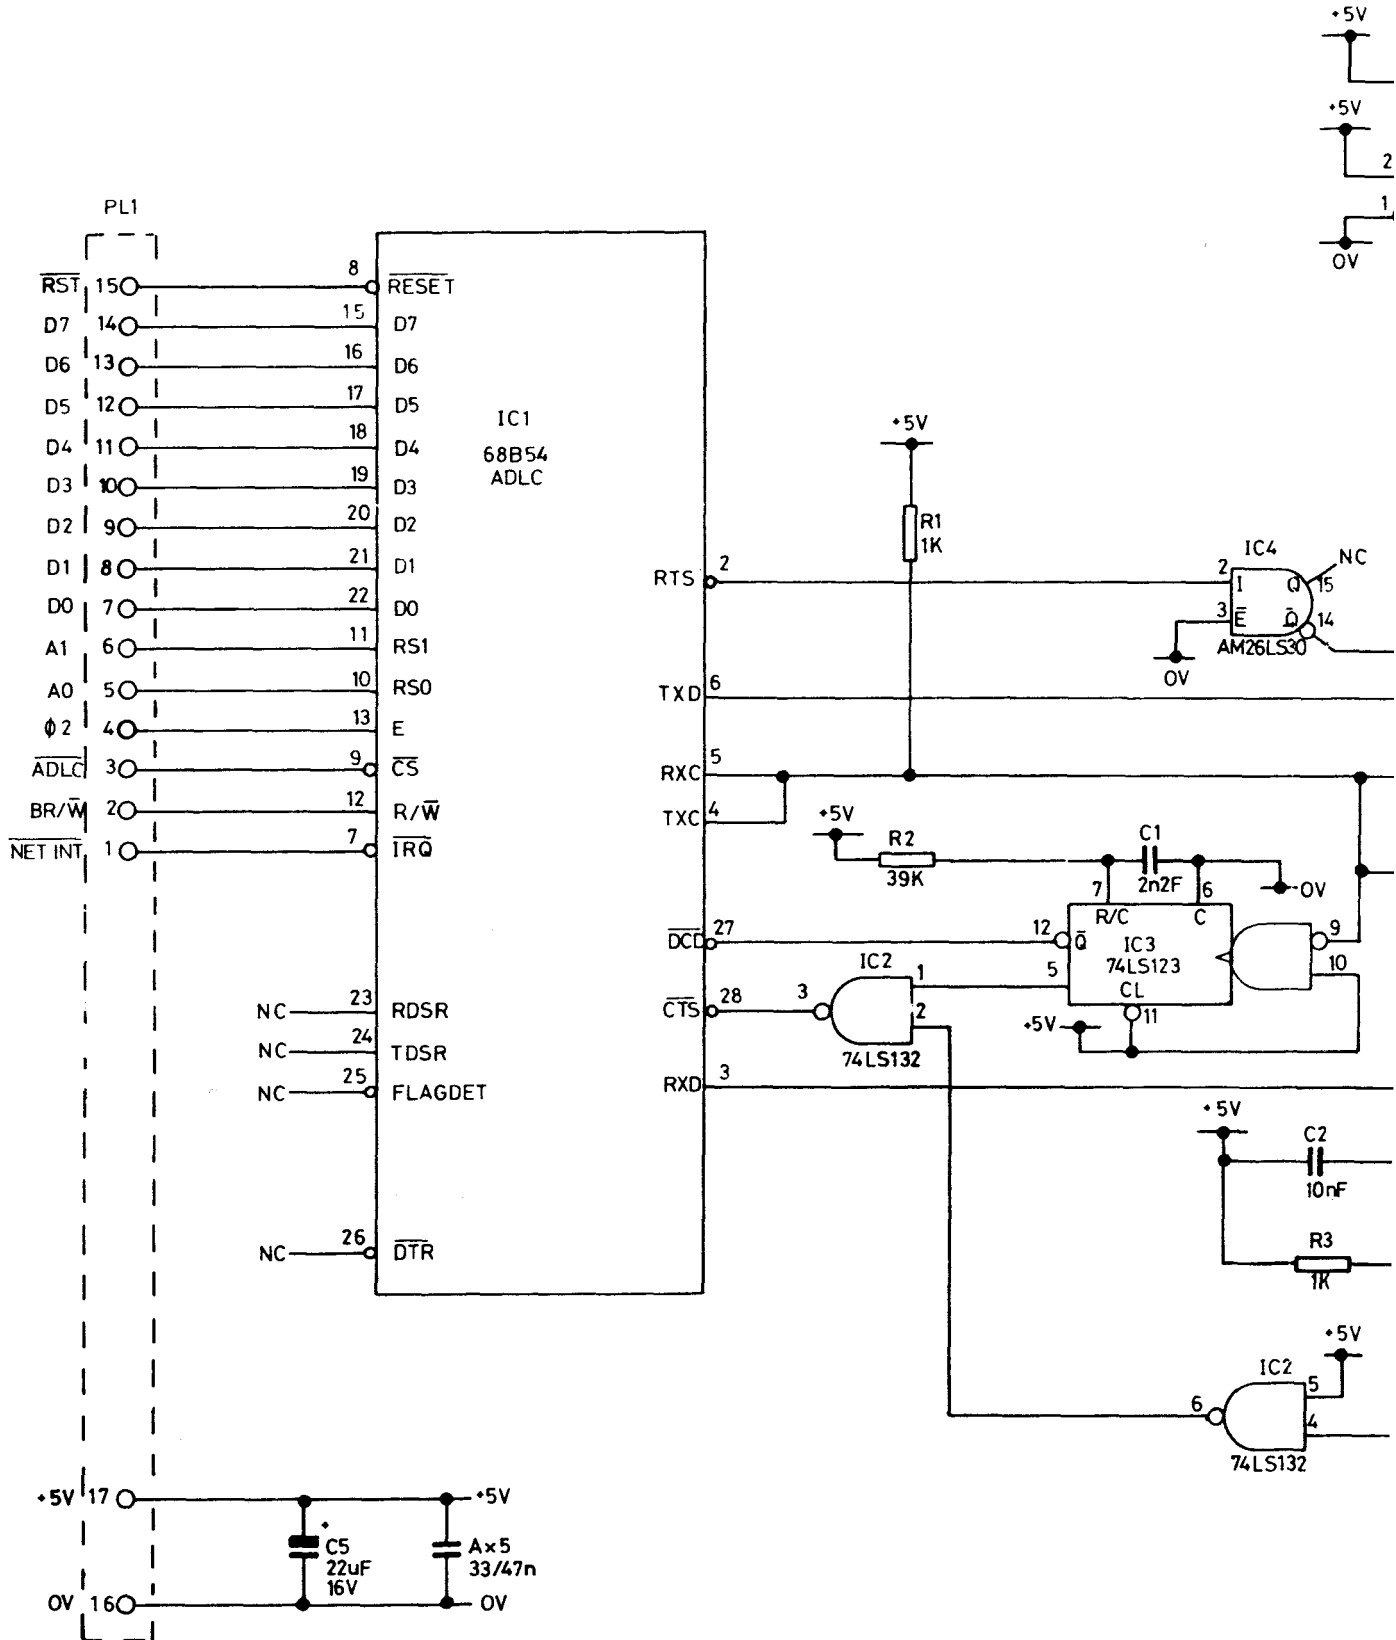 +5V
+5V
2
1
0V
PL1
RST 15 8 RESET
D7 14 15 D7
D6 13 16 D6
D5 12 17 D5
D4 11 18 D4
D3 10 19 D3
D2 9 20 D2
D1 8 21 D1
D0 7 22 D0
A1 6 11 RS1
A0 5 10 RS0
Φ2 4 13 E
ADLC 3 9 CS
BR/W 2 12 R/W
NET INT 1 7 IRQ
NC 23 RDSR
NC 24 TDSR
NC 25 FLAGDET
NC 26 DTR
IC1
68B54
ADLC
RTS 2
TXD 6
RXC 5
TXC 4
DCD 27
CTS 28
RXD 3
+5V
R1
1K
IC4
2 I Q 15 NC
3 E Q 14
AM26LS30
0V
+5V
R2
39K
C1
2n2F
0V
7 6
R/C C
12 Q
IC3
74LS123
5
CL
11
9
10
+5V
IC2
3 1
2
74LS132
+5V
C2
10nF
R3
1K
+5V
IC2
6 5
4
74LS132
+5V 17 +5V
+
C5
22uF
16V
Ax5
33/47n
0V 16 0V